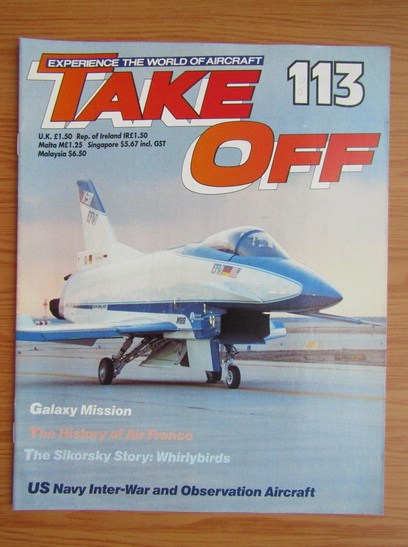 EXPERIENCE THE WORLD OF AIRCRAFT
TAKE OFF
113
U.K. £1.50 Rep. of Ireland IR£1.50
Malta M£1.25 Singapore $5.67 incl. GST
Malaysia $6.50
Galaxy Mission
The History of Air France
The Sikorsky Story: Whirlybirds
US Navy Inter-War and Observation Aircraft